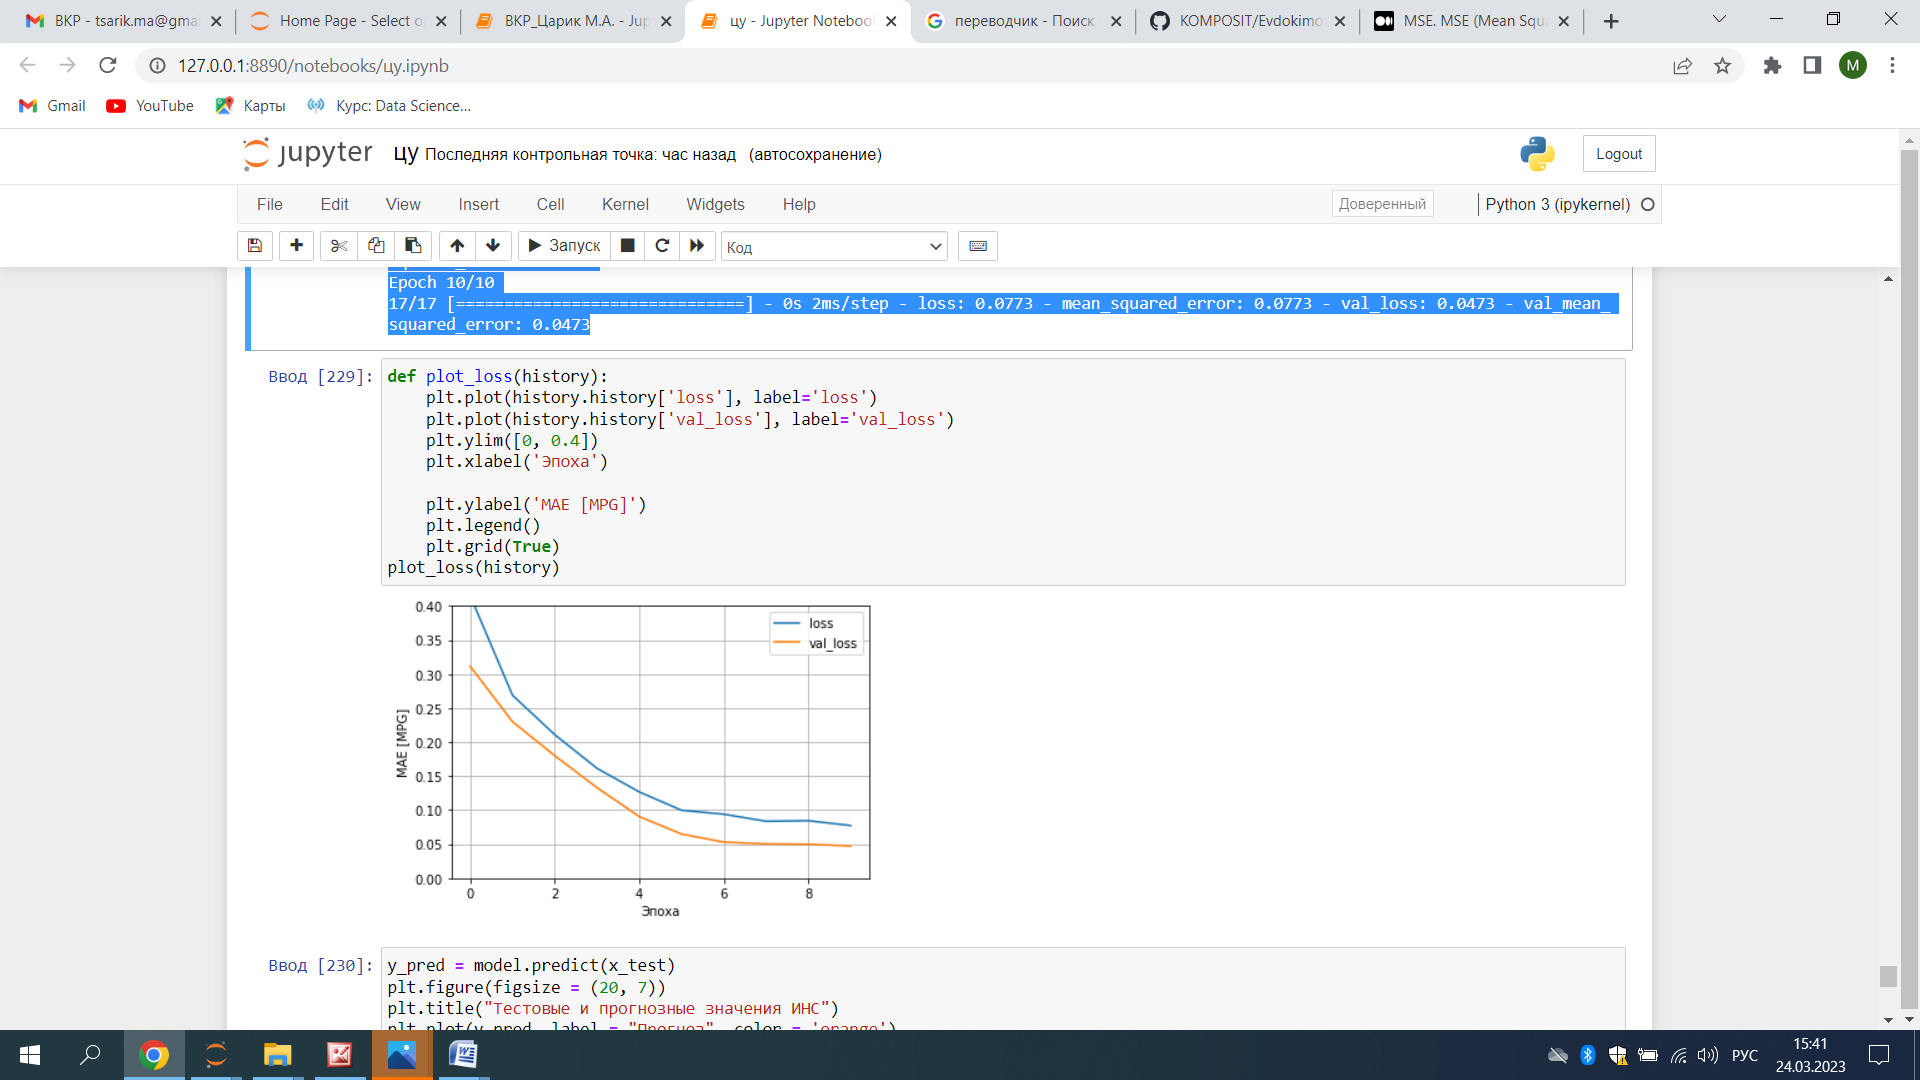 ВКР - tsarik.ma@gma
Home Page - Select o
ВКР_Царик М.А. - Jup
цу - Jupyter Notebool
переводчик - Поиск
KOMPOSIT/Evdokimo
MSE. MSE (Mean Squ
127.0.0.1:8890/notebooks/цу.ipynb
M
Gmail
YouTube
Карты
Курс: Data Science...
jupyter
цу Последняя контрольная точка: час назад (автосохранение)
Logout
File
Edit
View
Insert
Cell
Kernel
Widgets
Help
Доверенный
Python 3 (ipykernel)
Запуск
Код
Epoch 10/10
17/17 [==============================] - 0s 2ms/step - loss: 0.0773 - mean_squared_error: 0.0773 - val_loss: 0.0473 - val_mean_
squared_error: 0.0473
Ввод [229]:
def plot_loss(history):
plt.plot(history.history['loss'], label='loss')
plt.plot(history.history['val_loss'], label='val_loss')
plt.ylim([0, 0.4])
plt.xlabel('Эпоха')
plt.ylabel('MAE [MPG]')
plt.legend()
plt.grid(True)
plot_loss(history)
0.40
0.35
0.30
0.25
0.20
0.15
0.10
0.05
0.00
MAE [MPG]
loss
val_loss
0 2 4 6 8
Эпоха
Ввод [230]:
y_pred = model.predict(x_test)
plt.figure(figsize = (20, 7))
plt.title("Тестовые и прогнозные значения ИНС")
plt.plot(y_pred, label = "Прогноз", color = 'orange')
РУС
15:41
24.03.2023